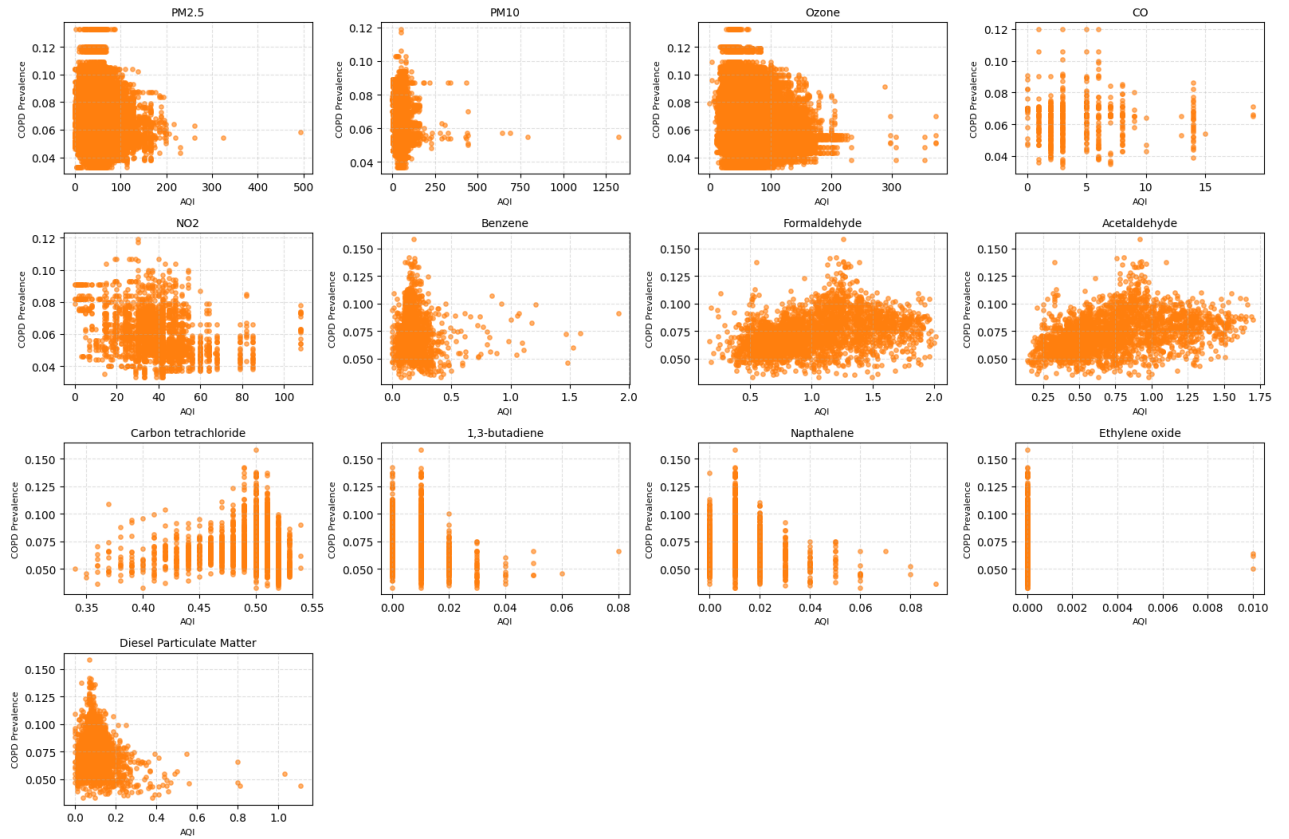 PM2.5
COPD Prevalence
0.12
0.10
0.08
0.06
0.04
0 100 200 300 400 500
AQI
PM10
COPD Prevalence
0.12
0.10
0.08
0.06
0.04
0 250 500 750 1000 1250
AQI
Ozone
COPD Prevalence
0.12
0.10
0.08
0.06
0.04
0 100 200 300
AQI
CO
COPD Prevalence
0.12
0.10
0.08
0.06
0.04
0 5 10 15
AQI
NO2
COPD Prevalence
0.12
0.10
0.08
0.06
0.04
0 20 40 60 80 100
AQI
Benzene
COPD Prevalence
0.150
0.125
0.100
0.075
0.050
0.0 0.5 1.0 1.5 2.0
AQI
Formaldehyde
COPD Prevalence
0.150
0.125
0.100
0.075
0.050
0.5 1.0 1.5 2.0
AQI
Acetaldehyde
COPD Prevalence
0.150
0.125
0.100
0.075
0.050
0.25 0.50 0.75 1.00 1.25 1.50 1.75
AQI
Carbon tetrachloride
COPD Prevalence
0.150
0.125
0.100
0.075
0.050
0.35 0.40 0.45 0.50 0.55
AQI
1,3-butadiene
COPD Prevalence
0.150
0.125
0.100
0.075
0.050
0.00 0.02 0.04 0.06 0.08
AQI
Napthalene
COPD Prevalence
0.150
0.125
0.100
0.075
0.050
0.00 0.02 0.04 0.06 0.08
AQI
Ethylene oxide
COPD Prevalence
0.150
0.125
0.100
0.075
0.050
0.000 0.002 0.004 0.006 0.008 0.010
AQI
Diesel Particulate Matter
COPD Prevalence
0.150
0.125
0.100
0.075
0.050
0.0 0.2 0.4 0.6 0.8 1.0
AQI